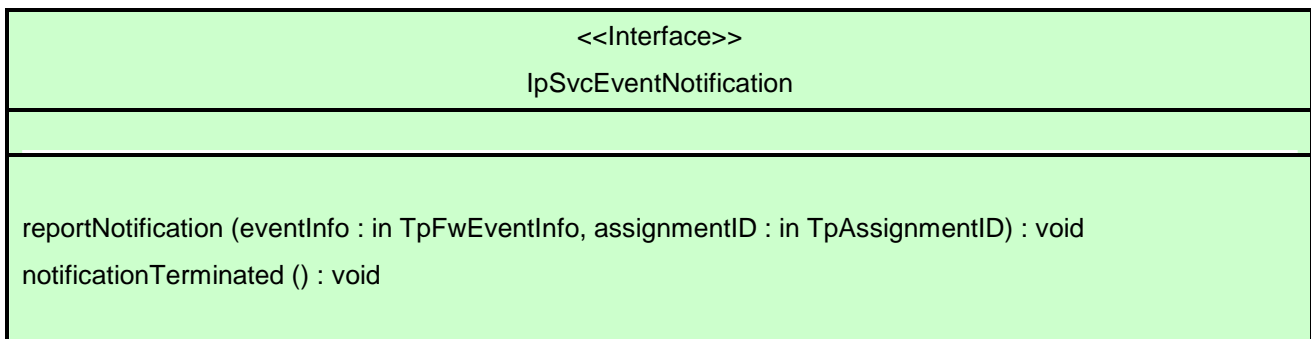 <<Interface>>
IpSvcEventNotification
reportNotification (eventInfo : in TpFwEventInfo, assignmentID : in TpAssignmentID) : void
notificationTerminated () : void